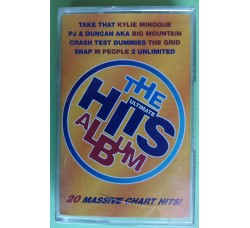 TAKE THAT KYLIE MINOGUE
PJ & DUNCAN AKA BIG MOUNTAIN
CRASH TEST DUMMIES THE GRID
SNAP M PEOPLE 2 UNLIMITED
THE
ULTIMATE
HITS
ALBUM
20 MASSIVE CHART HITS!